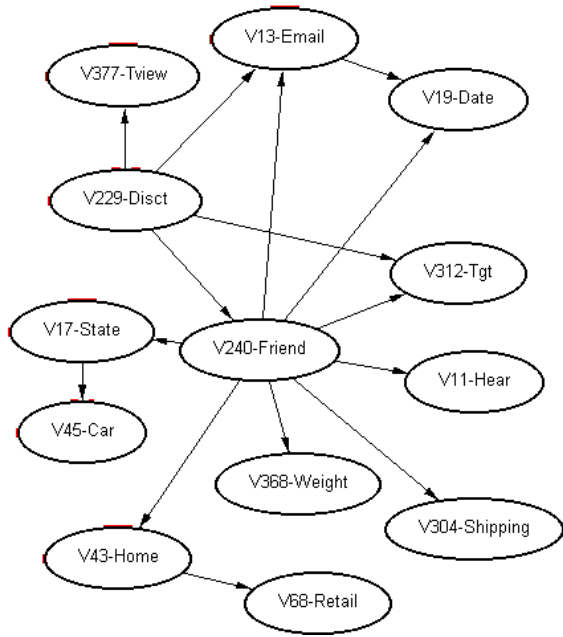 V13-Email
V377-Tview
V19-Date
V229-Disct
V312-Tgt
V17-State
V240-Friend
V11-Hear
V45-Car
V368-Weight
V304-Shipping
V43-Home
V68-Retail